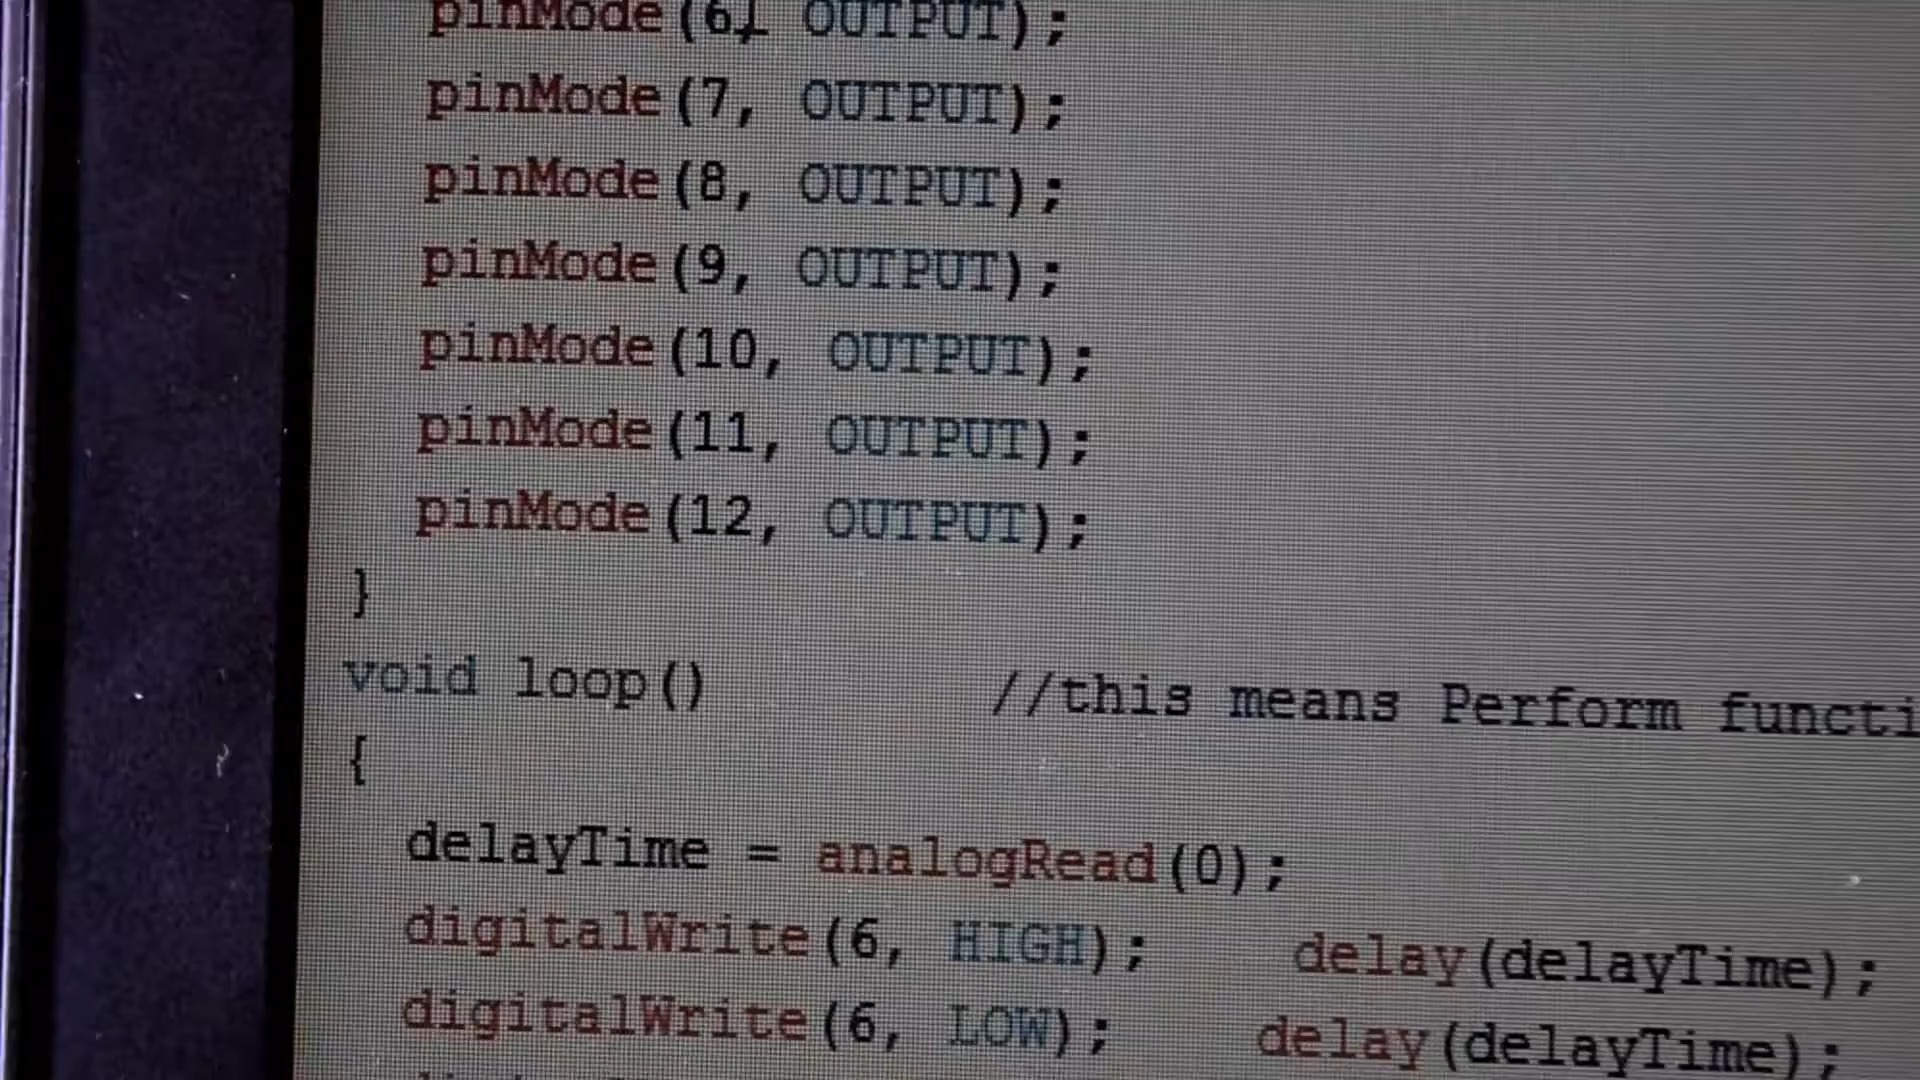 pinMode(6, OUTPUT);
pinMode(7, OUTPUT);
pinMode(8, OUTPUT);
pinMode(9, OUTPUT);
pinMode(10, OUTPUT);
pinMode(11, OUTPUT);
pinMode(12, OUTPUT);
}
void loop() //this means Perform functi
{
delayTime = analogRead(0);
digitalWrite(6, HIGH); delay(delayTime);
digitalWrite(6, LOW); delay(delayTime);